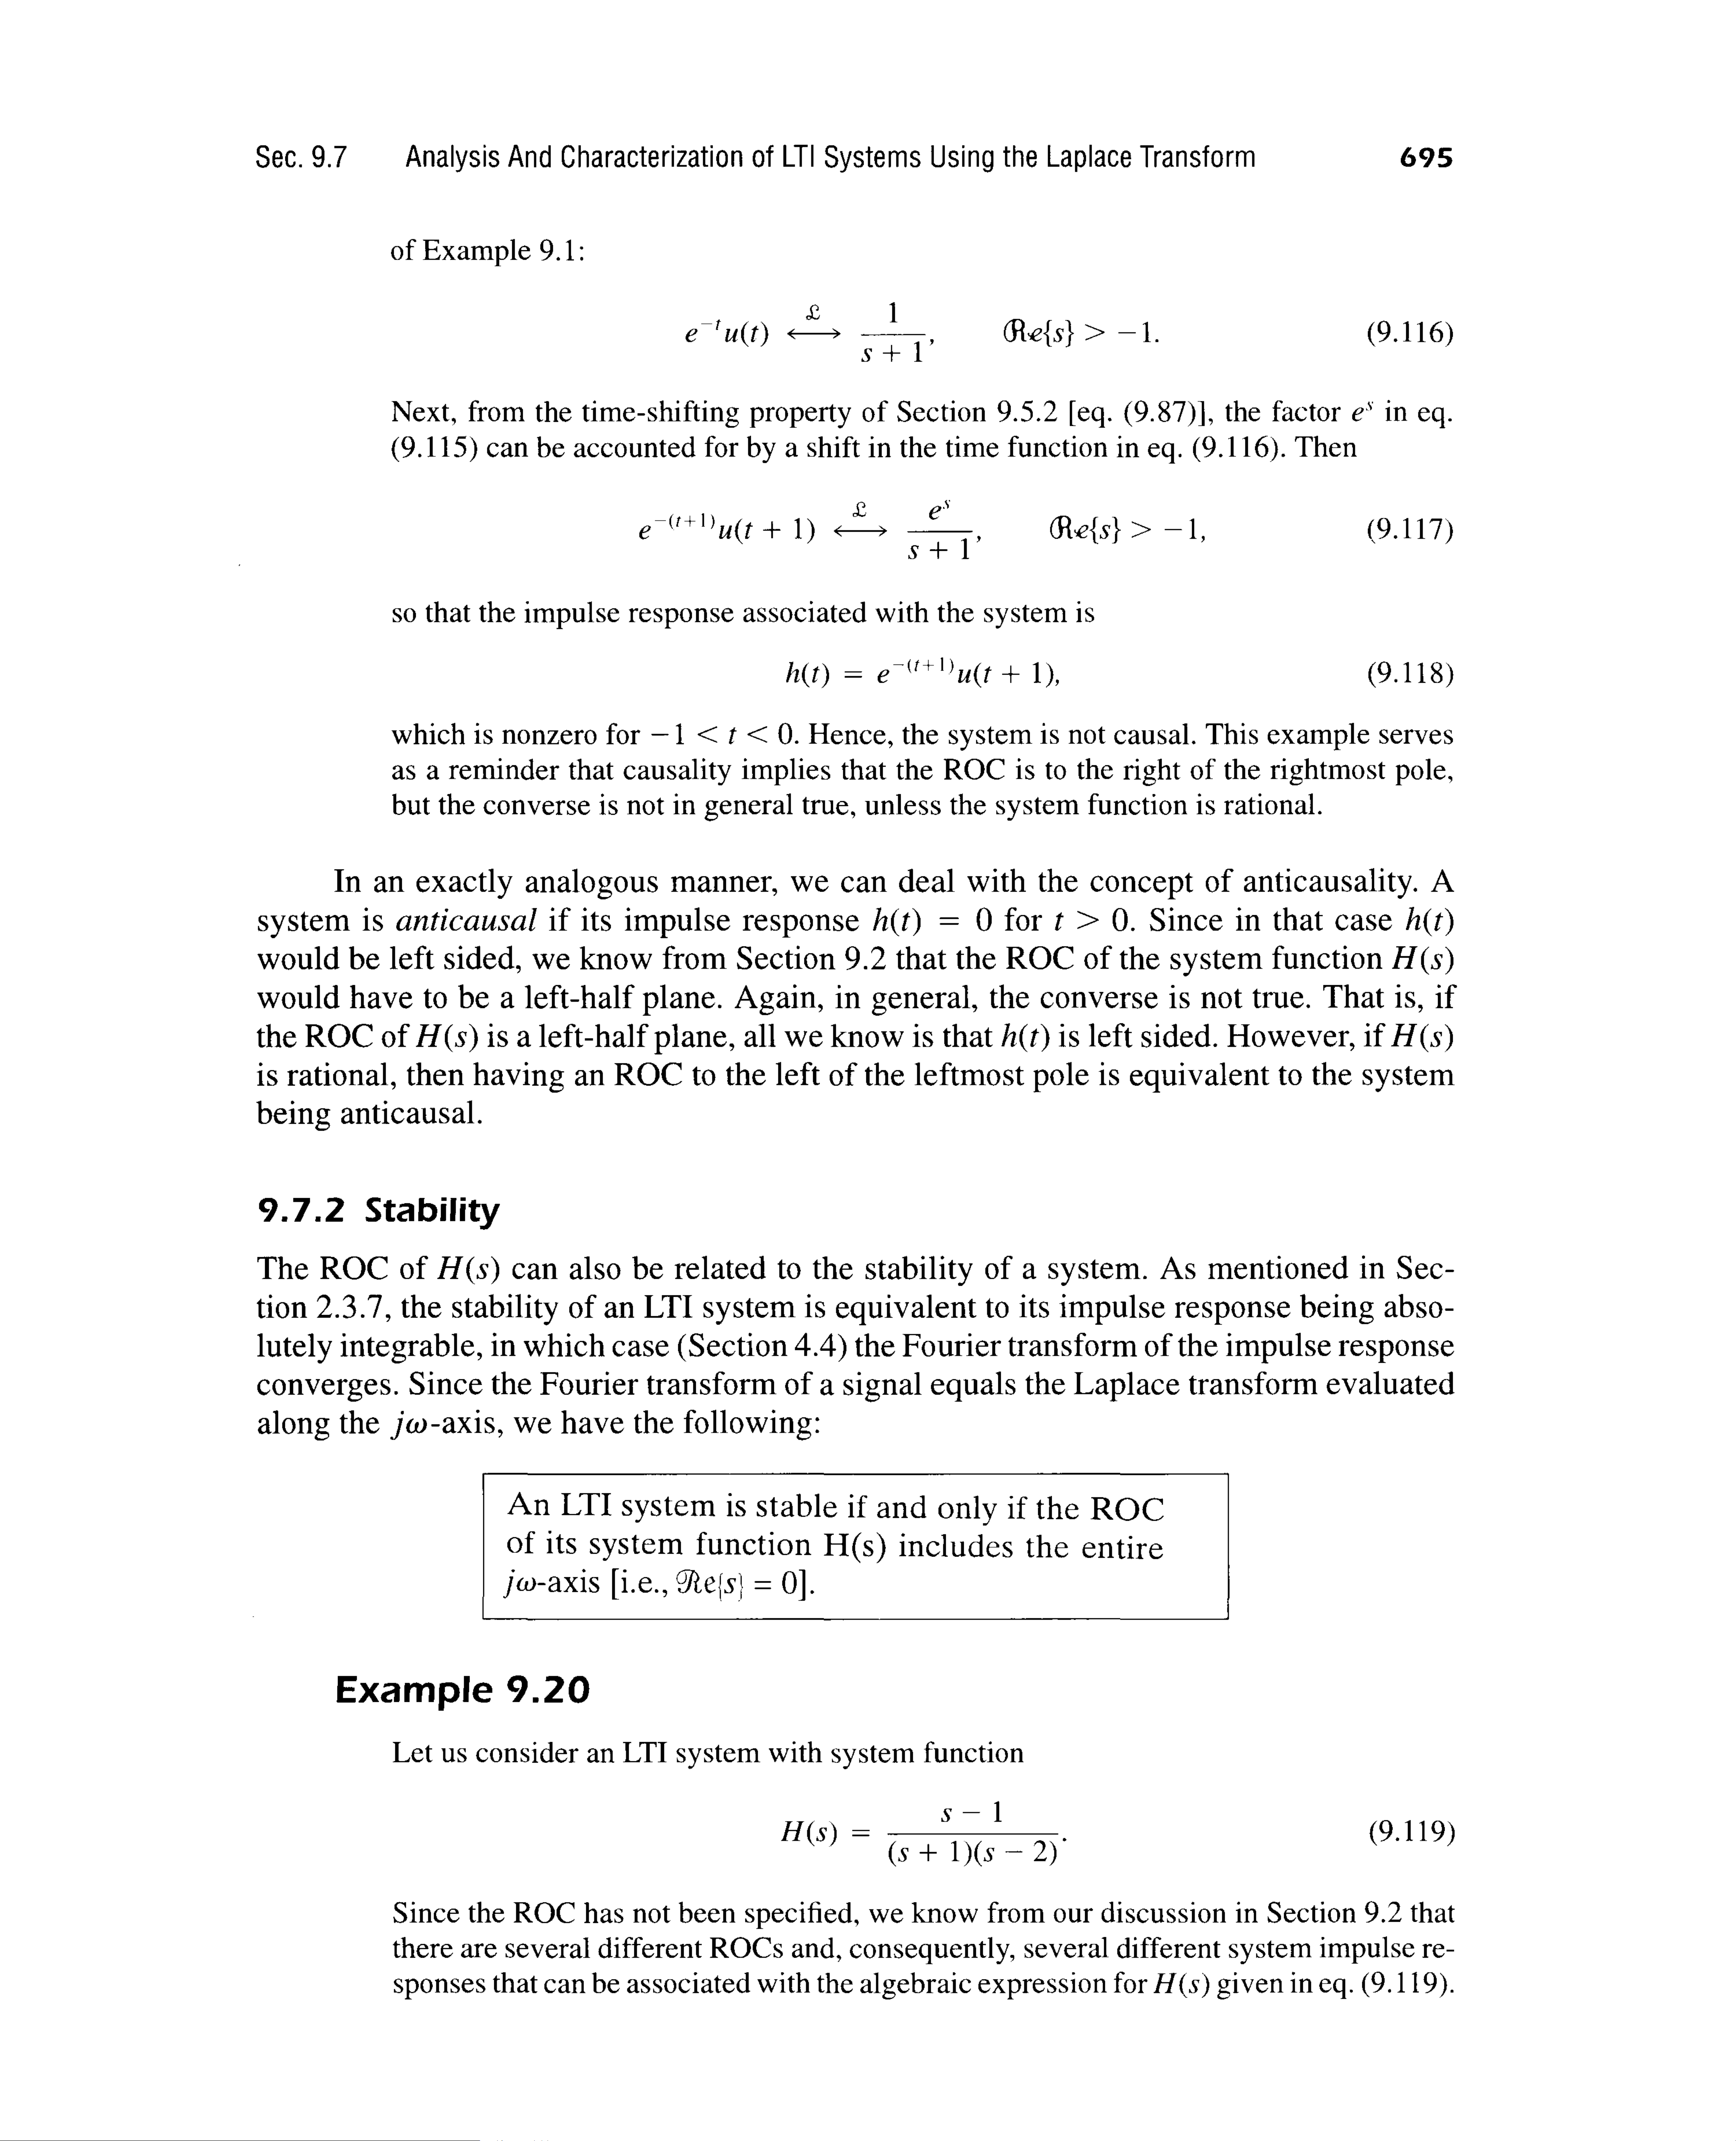 Sec. 9.7 Analysis And Characterization of LTI Systems Using the Laplace Transform 695
of Example 9.1:
e^{-t}u(t) ⟷^{ℒ} 1/(s + 1), ℛe{s} > −1. (9.116)
Next, from the time-shifting property of Section 9.5.2 [eq. (9.87)], the factor e^s in eq.
(9.115) can be accounted for by a shift in the time function in eq. (9.116). Then
e^{-(t+1)}u(t + 1) ⟷^{ℒ} e^s/(s + 1), ℛe{s} > −1, (9.117)
so that the impulse response associated with the system is
h(t) = e^{-(t+1)}u(t + 1), (9.118)
which is nonzero for −1 < t < 0. Hence, the system is not causal. This example serves
as a reminder that causality implies that the ROC is to the right of the rightmost pole,
but the converse is not in general true, unless the system function is rational.
In an exactly analogous manner, we can deal with the concept of anticausality. A
system is anticausal if its impulse response h(t) = 0 for t > 0. Since in that case h(t)
would be left sided, we know from Section 9.2 that the ROC of the system function H(s)
would have to be a left-half plane. Again, in general, the converse is not true. That is, if
the ROC of H(s) is a left-half plane, all we know is that h(t) is left sided. However, if H(s)
is rational, then having an ROC to the left of the leftmost pole is equivalent to the system
being anticausal.
9.7.2 Stability
The ROC of H(s) can also be related to the stability of a system. As mentioned in Sec-
tion 2.3.7, the stability of an LTI system is equivalent to its impulse response being abso-
lutely integrable, in which case (Section 4.4) the Fourier transform of the impulse response
converges. Since the Fourier transform of a signal equals the Laplace transform evaluated
along the jω-axis, we have the following:
An LTI system is stable if and only if the ROC
of its system function H(s) includes the entire
jω-axis [i.e., ℛe{s} = 0].
Example 9.20
Let us consider an LTI system with system function
H(s) = (s − 1)/((s + 1)(s − 2)). (9.119)
Since the ROC has not been specified, we know from our discussion in Section 9.2 that
there are several different ROCs and, consequently, several different system impulse re-
sponses that can be associated with the algebraic expression for H(s) given in eq. (9.119).